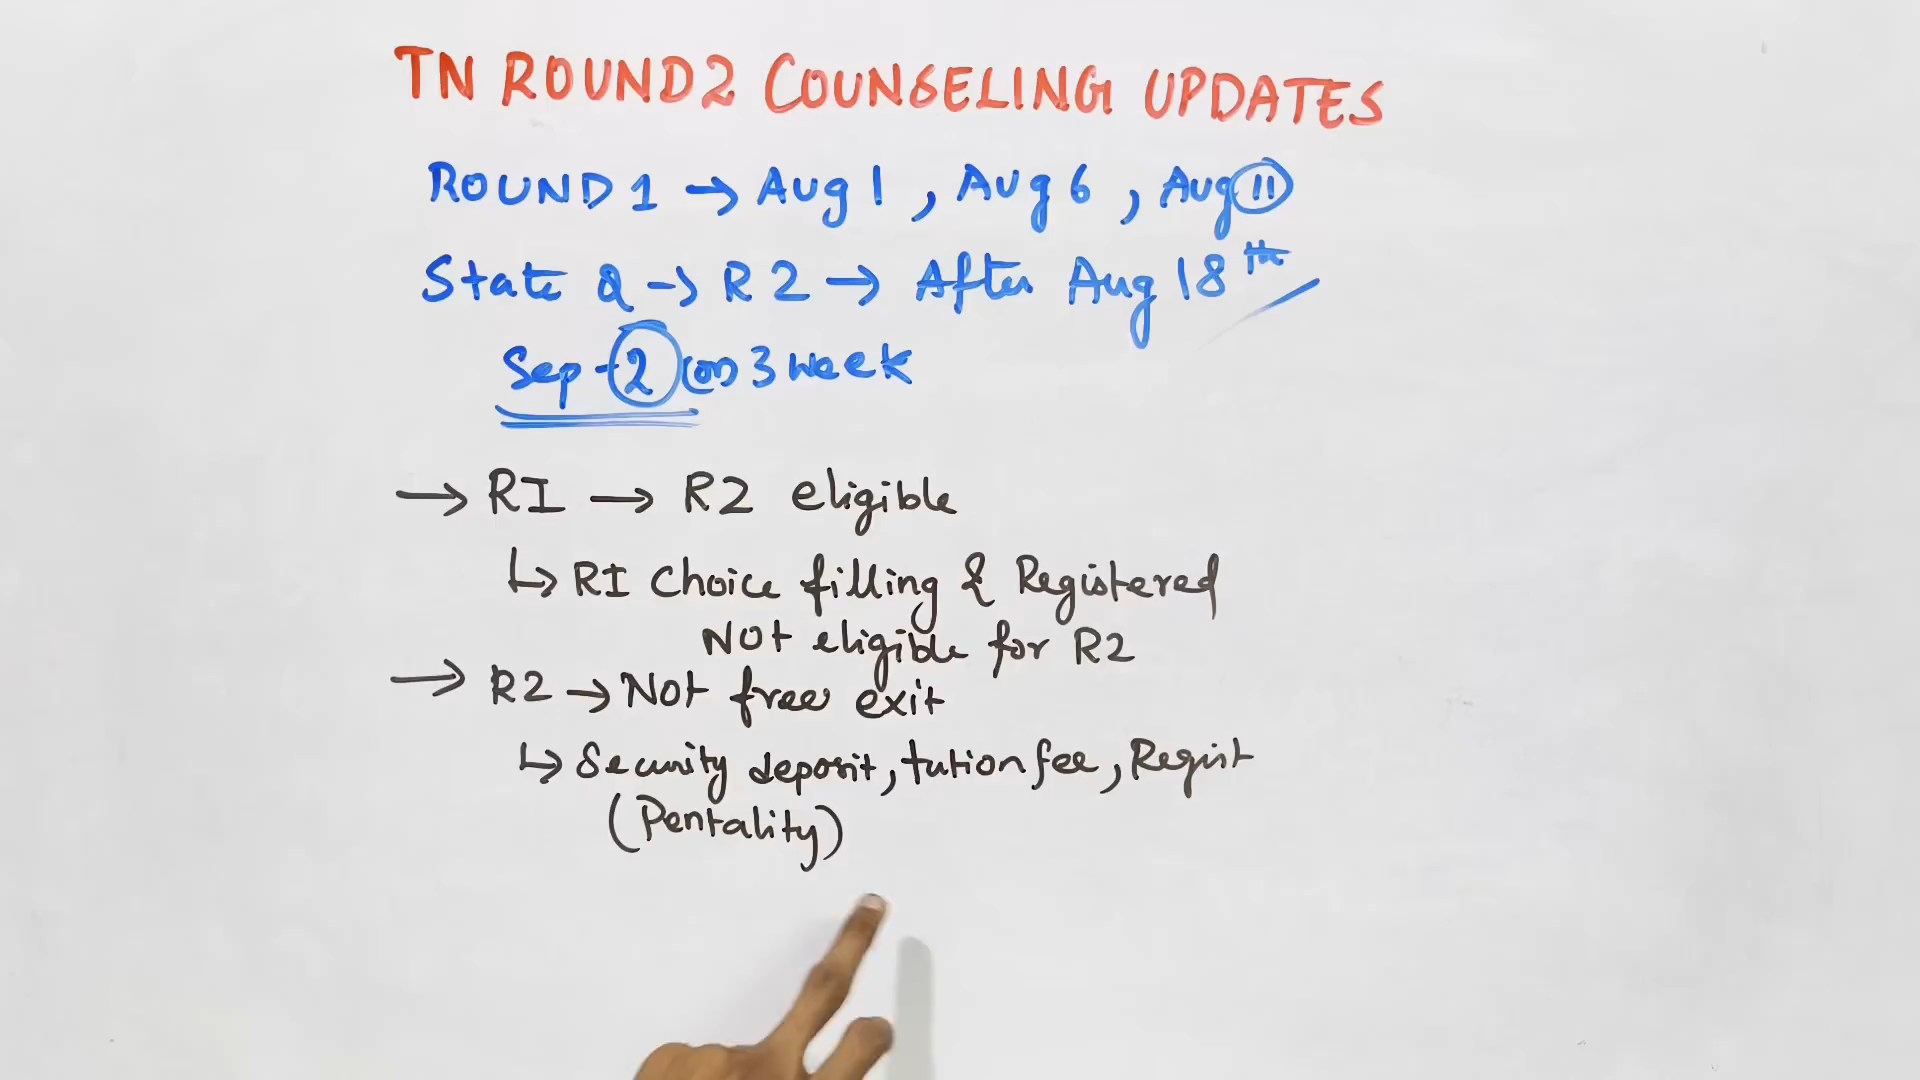 TN ROUND2 COUNSELING UPDATES
ROUND 1 → Aug 1, Aug 6, Aug 11
State Q → R2 → After Aug 18th
Sep-2 (or) 3 week
→ RI → R2 eligible
↳ RI Choice filling & Registered
Not eligible for R2
→ R2 → Not free exit
↳ Security deposit, tution fee, Regist
(Pentality)